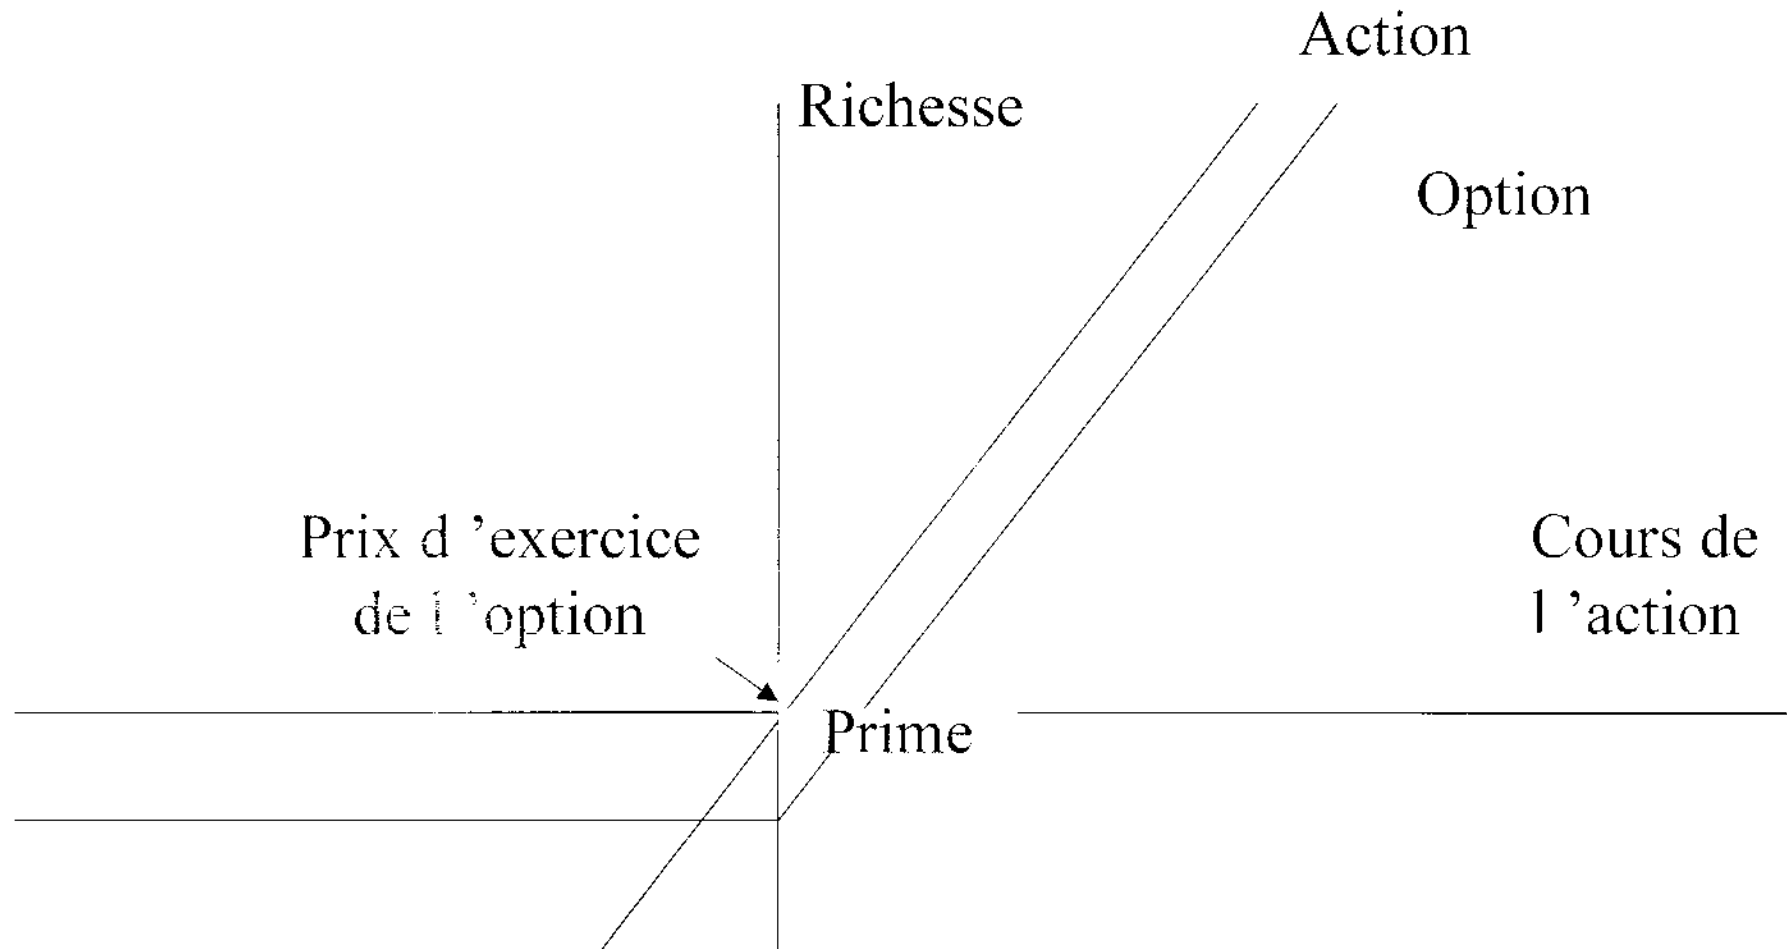 Action
Richesse
Option
Prix d ’exercice
de l ’option
Cours de
l ’action
Prime